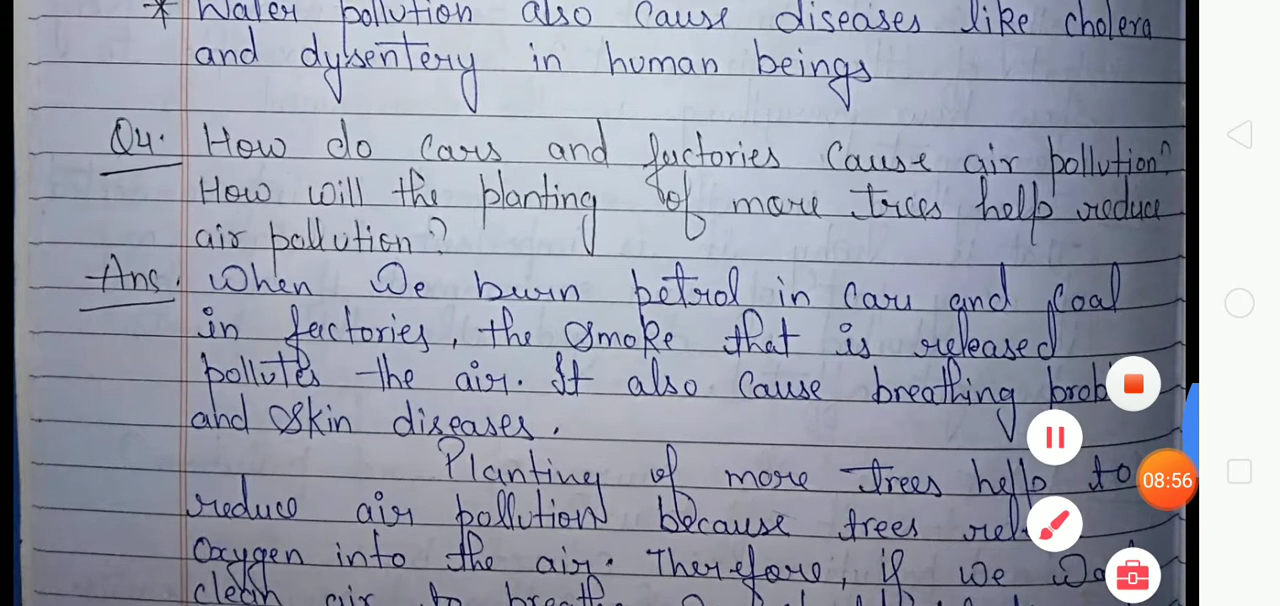 * Water pollution also cause diseases like cholera
and dysentery in human beings
Q4. How do cars and factories cause air pollution?
How will the planting of more trees help reduce
air pollution?
Ans. When We burn petrol in cars and coal
in factories, the smoke that is released
pollutes the air. It also cause breathing
and skin diseases.
Planting of more trees help to
reduce air pollution because trees
Oxygen into the air. Therefore, if we
clean air to
08:56